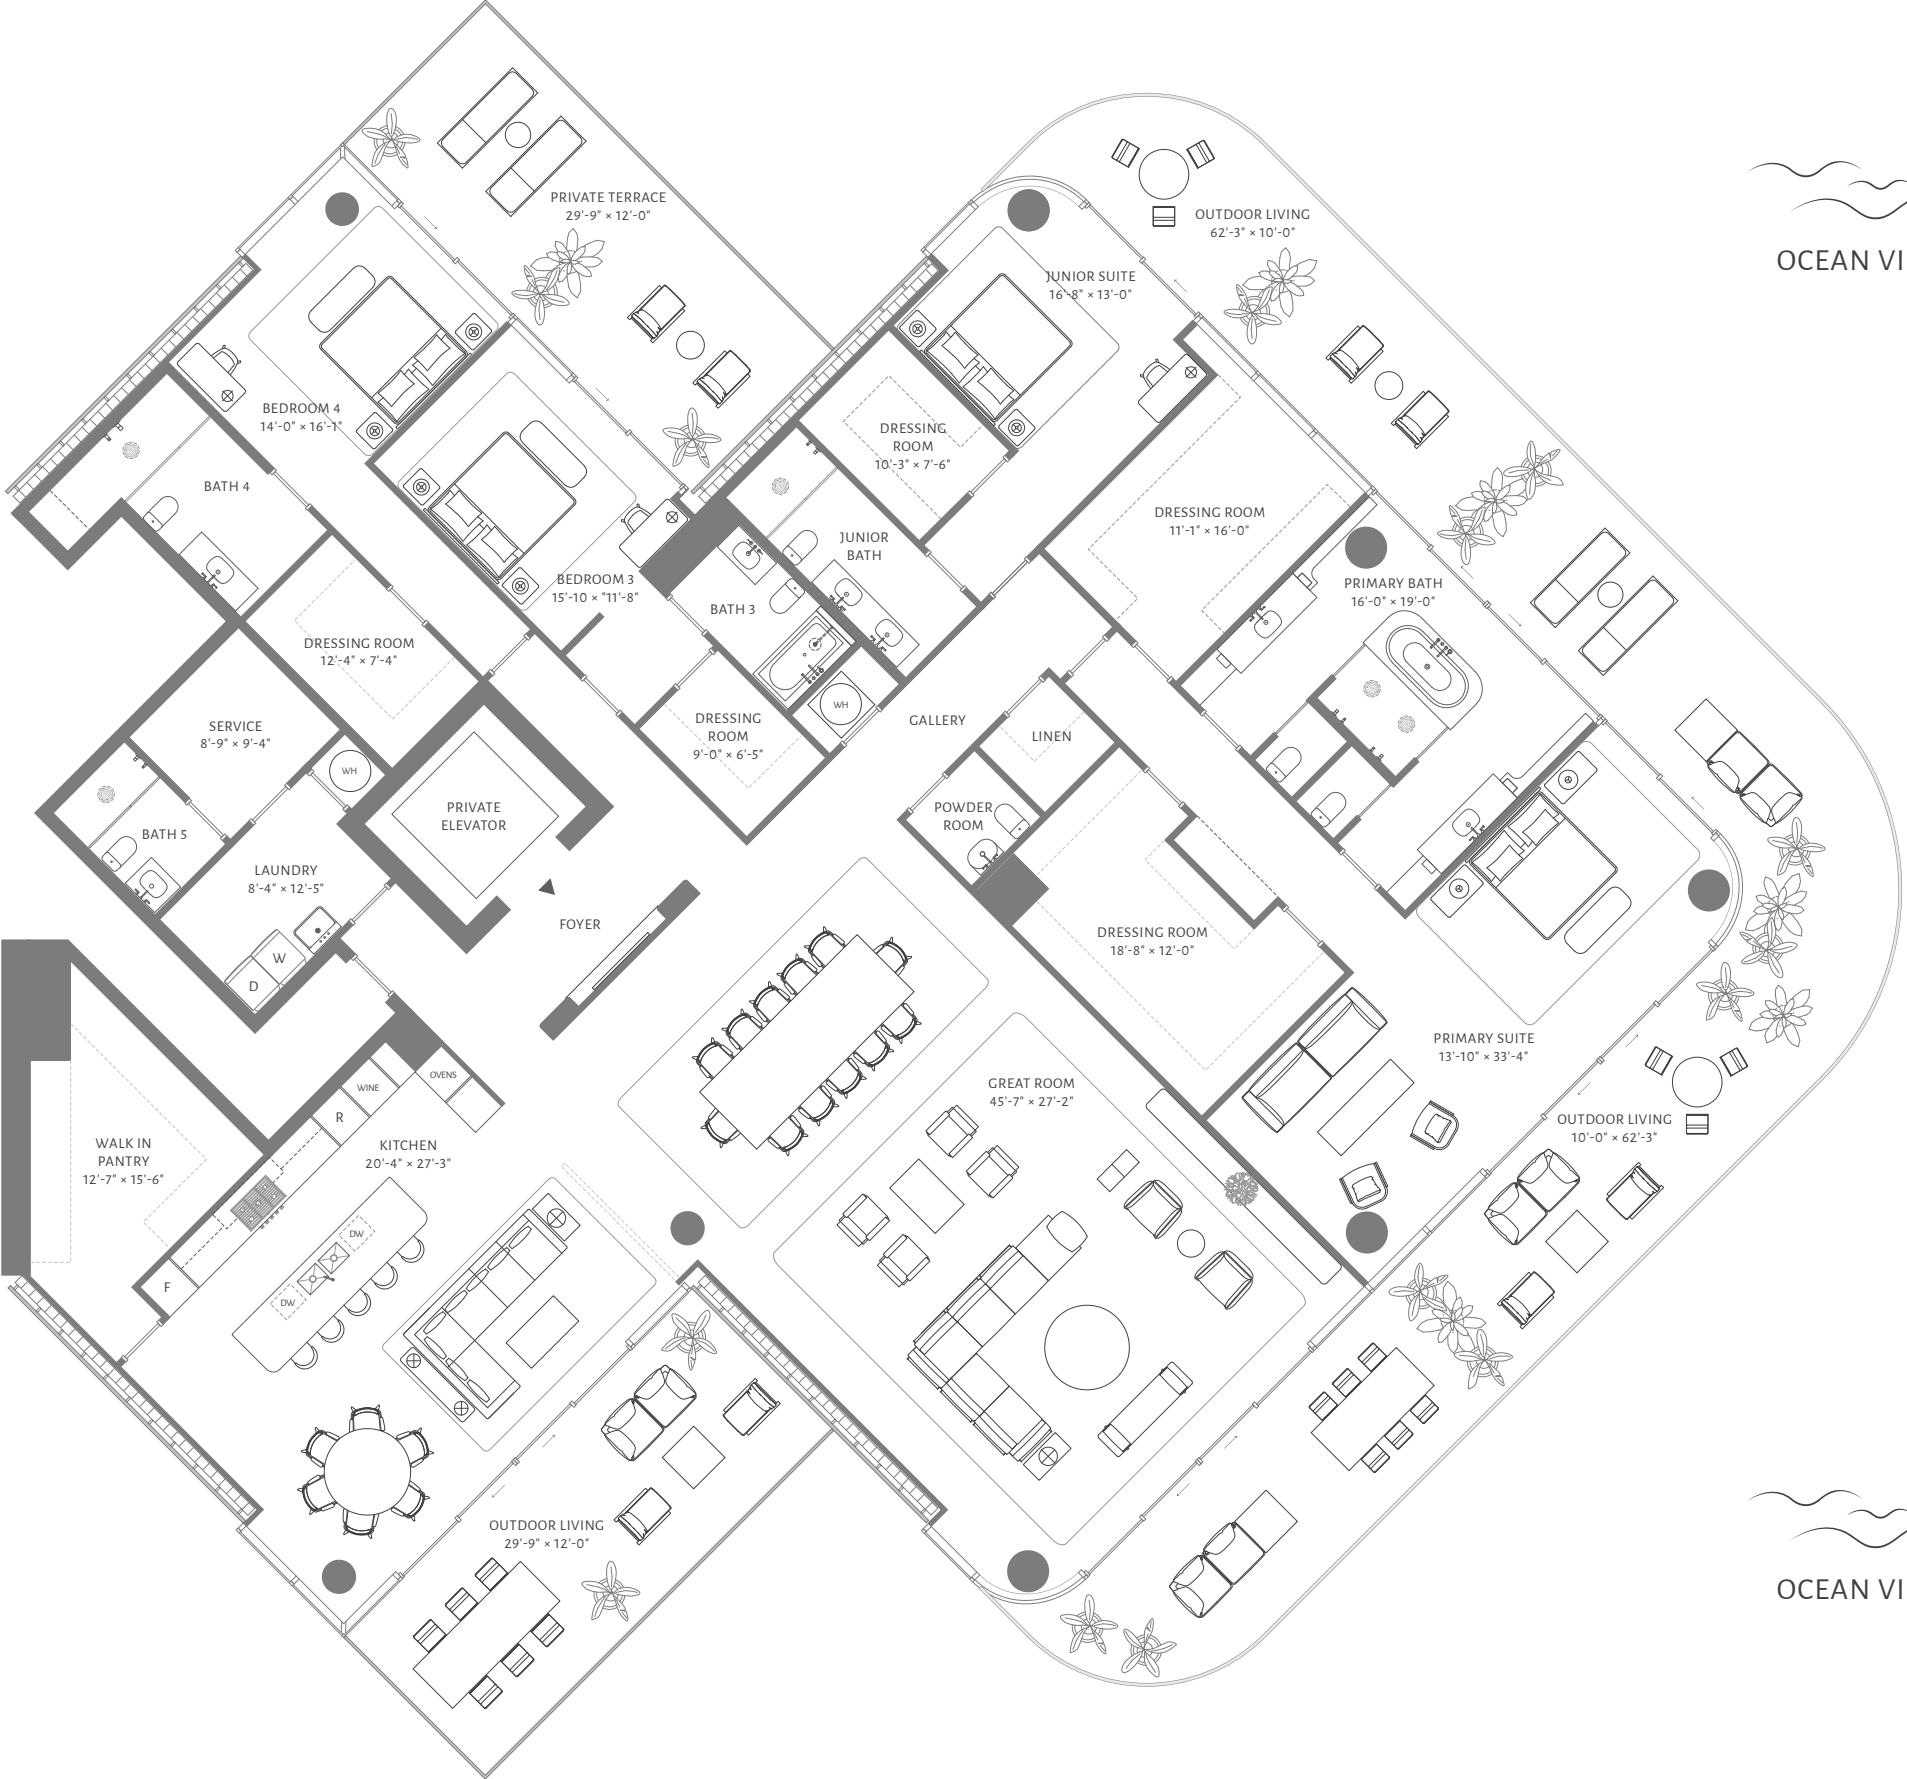 PRIVATE TERRACE
29'-9" × 12'-0"
OUTDOOR LIVING
62'-3" × 10'-0"
OCEAN VI
JUNIOR SUITE
16'-8" × 13'-0"
BEDROOM 4
14'-0" × 16'-1"
DRESSING
ROOM
10'-3" × 7'-6"
BATH 4
DRESSING ROOM
11'-1" × 16'-0"
JUNIOR
BATH
BEDROOM 3
15'-10 × "11'-8"
PRIMARY BATH
16'-0" × 19'-0"
BATH 3
DRESSING ROOM
12'-4" × 7'-4"
WH
DRESSING
ROOM
9'-0" × 6'-5"
GALLERY
SERVICE
8'-9" × 9'-4"
LINEN
WH
PRIVATE
ELEVATOR
POWDER
ROOM
BATH 5
LAUNDRY
8'-4" × 12'-5"
FOYER
DRESSING ROOM
18'-8" × 12'-0"
W
D
PRIMARY SUITE
13'-10" × 33'-4"
OVENS
WINE
GREAT ROOM
45'-7" × 27'-2"
R
OUTDOOR LIVING
10'-0" × 62'-3"
WALK IN
PANTRY
12'-7" × 15'-6"
KITCHEN
20'-4" × 27'-3"
DW
F
DW
OUTDOOR LIVING
29'-9" × 12'-0"
OCEAN VI